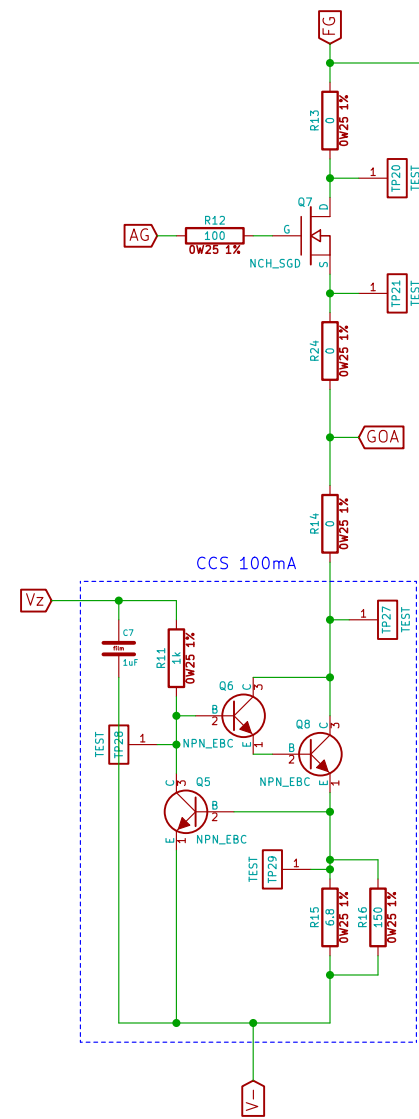 FG
R13
0
0W25 1%
1
TP20
TEST
Q7
D
G
S
NCH_SGD
AG
R12
100
0W25 1%
1
TP21
TEST
R24
0
0W25 1%
GOA
R14
0
0W25 1%
CCS 100mA
Vz
C7
film
1uF
R11
1k
0W25 1%
1
TP27
TEST
Q6
C
3
B
2
E
1
NPN_EBC
Q8
C
3
B
2
E
1
NPN_EBC
TEST
TP28
1
Q5
C
3
B
2
E
1
NPN_EBC
TEST
TP29
1
R15
6.8
0W25 1%
R16
150
0W25 1%
V-